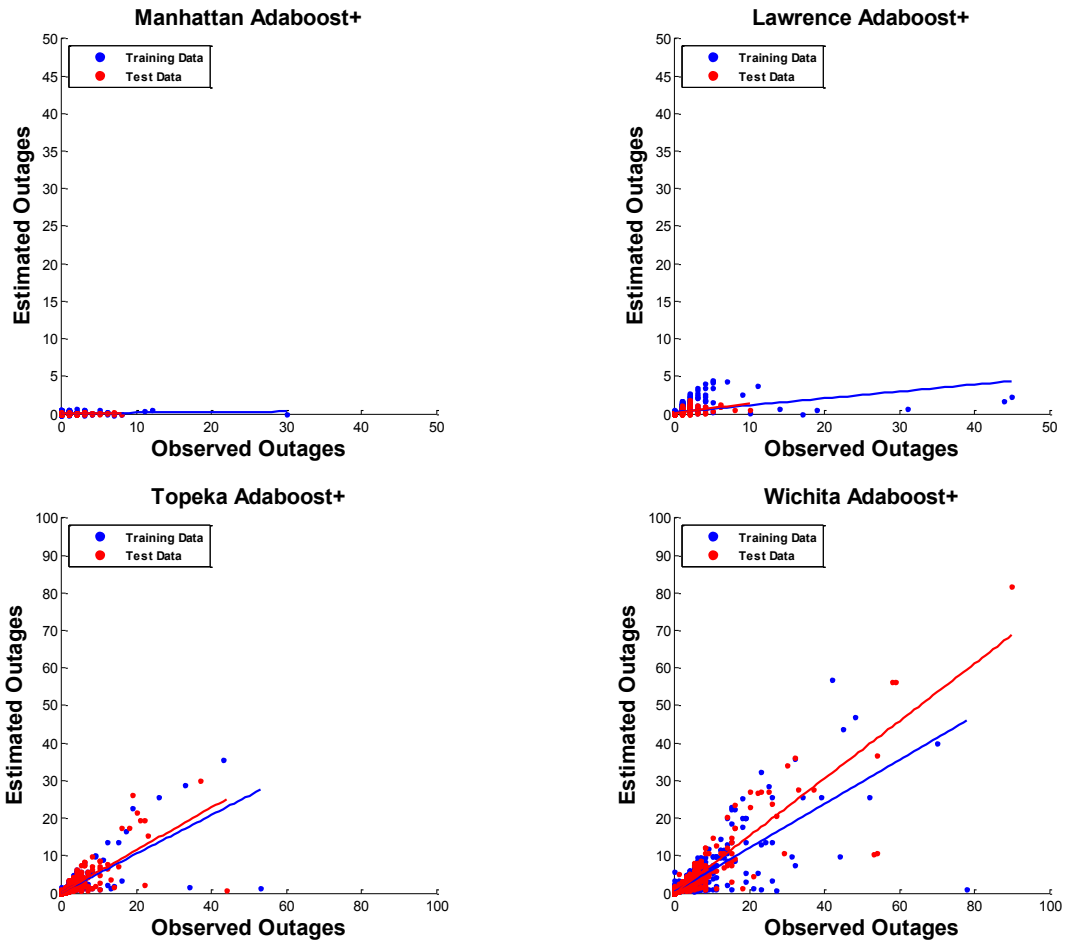 Manhattan Adaboost+
50
45
40
35
30
25
20
15
10
5
0
Estimated Outages
Training Data
Test Data
0 10 20 30 40 50
Observed Outages
Lawrence Adaboost+
50
45
40
35
30
25
20
15
10
5
0
Estimated Outages
Training Data
Test Data
0 10 20 30 40 50
Observed Outages
Topeka Adaboost+
100
90
80
70
60
50
40
30
20
10
0
Estimated Outages
Training Data
Test Data
0 20 40 60 80 100
Observed Outages
Wichita Adaboost+
100
90
80
70
60
50
40
30
20
10
0
Estimated Outages
Training Data
Test Data
0 20 40 60 80 100
Observed Outages